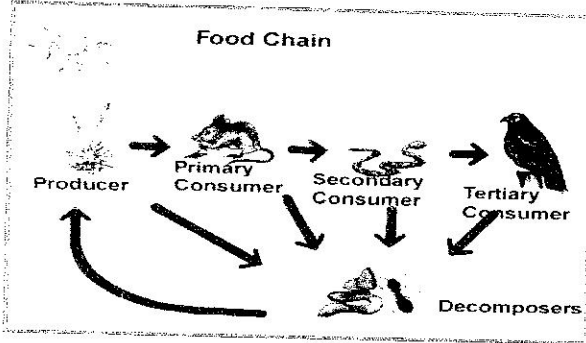 Food Chain
Producer
Primary
Consumer
Secondary
Consumer
Tertiary
Consumer
Decomposers